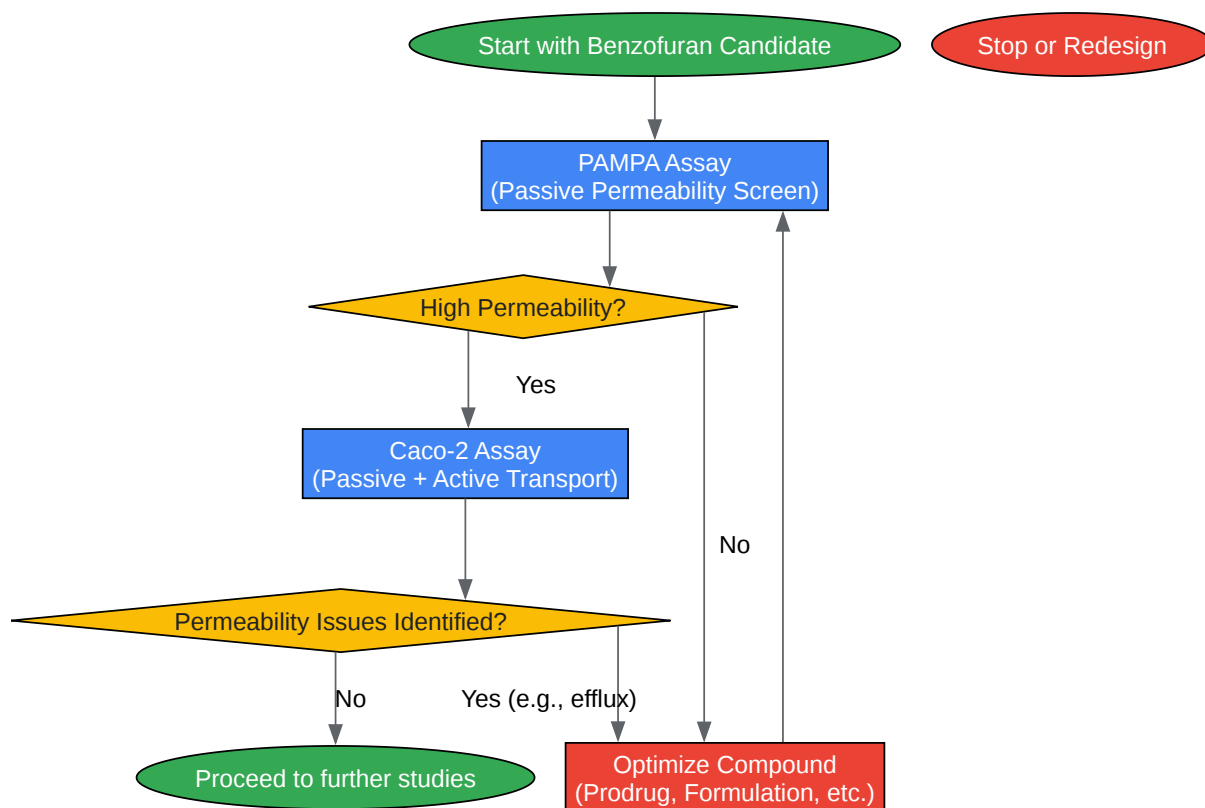 Start with Benzofuran Candidate
Stop or Redesign
PAMPA Assay
(Passive Permeability Screen)
High Permeability?
Yes
Caco-2 Assay
(Passive + Active Transport)
No
Permeability Issues Identified?
No
Yes (e.g., efflux)
Proceed to further studies
Optimize Compound
(Prodrug, Formulation, etc.)